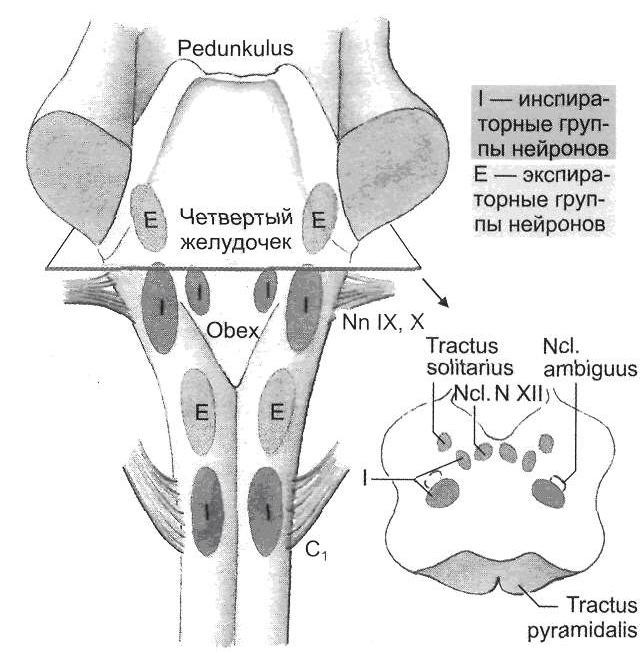 Pedunkulus
I — инспира-
торные груп-
пы нейронов
E — экспира-
торные груп-
пы нейронов
E
E
Четвертый
желудочек
I
I
I
I
Obex
Nn IX, X
E
E
I
I
C₁
Tractus
solitarius
Ncl.
ambiguus
Ncl. N XII
I
Tractus
pyramidalis